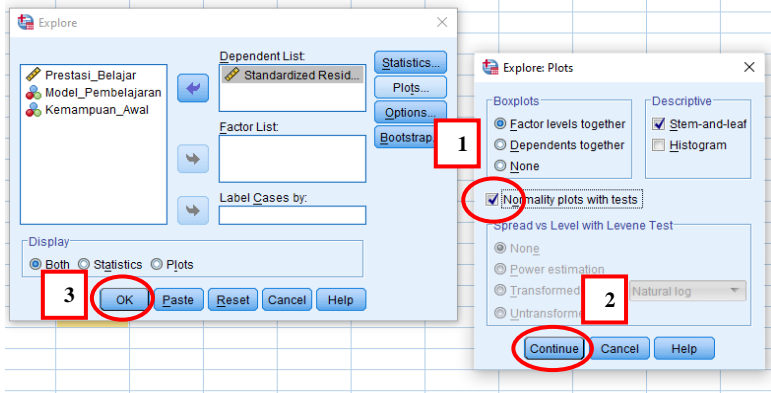 Explore
Dependent List:
Prestasi_Belajar
Model_Pembelajaran
Kemampuan_Awal
Standardized Resid...
Factor List:
Label Cases by:
Statistics...
Plots...
Options...
Bootstrap
Display
Both Statistics Plots
3
OK Paste Reset Cancel Help
1
Explore: Plots
Boxplots
Factor levels together
Dependents together
None
Descriptive
Stem-and-leaf
Histogram
Normality plots with tests
Spread vs Level with Levene Test
None
Power estimation
Transformed
Natural log
2
Continue Cancel Help